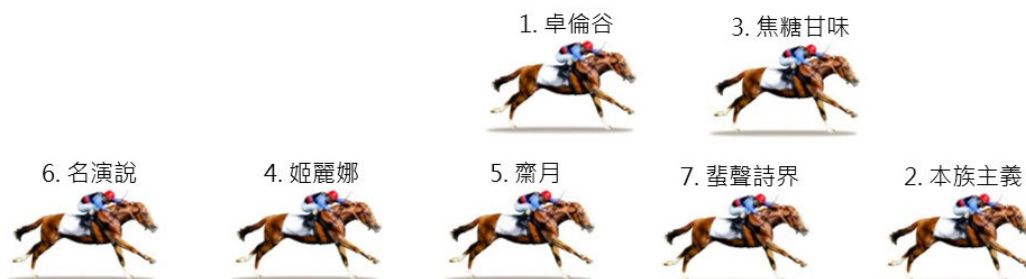 1. 卓倫谷 3. 焦糖甘味
6. 名演說 4. 姬麗娜 5. 齋月 7. 蜚聲詩界 2. 本族主義